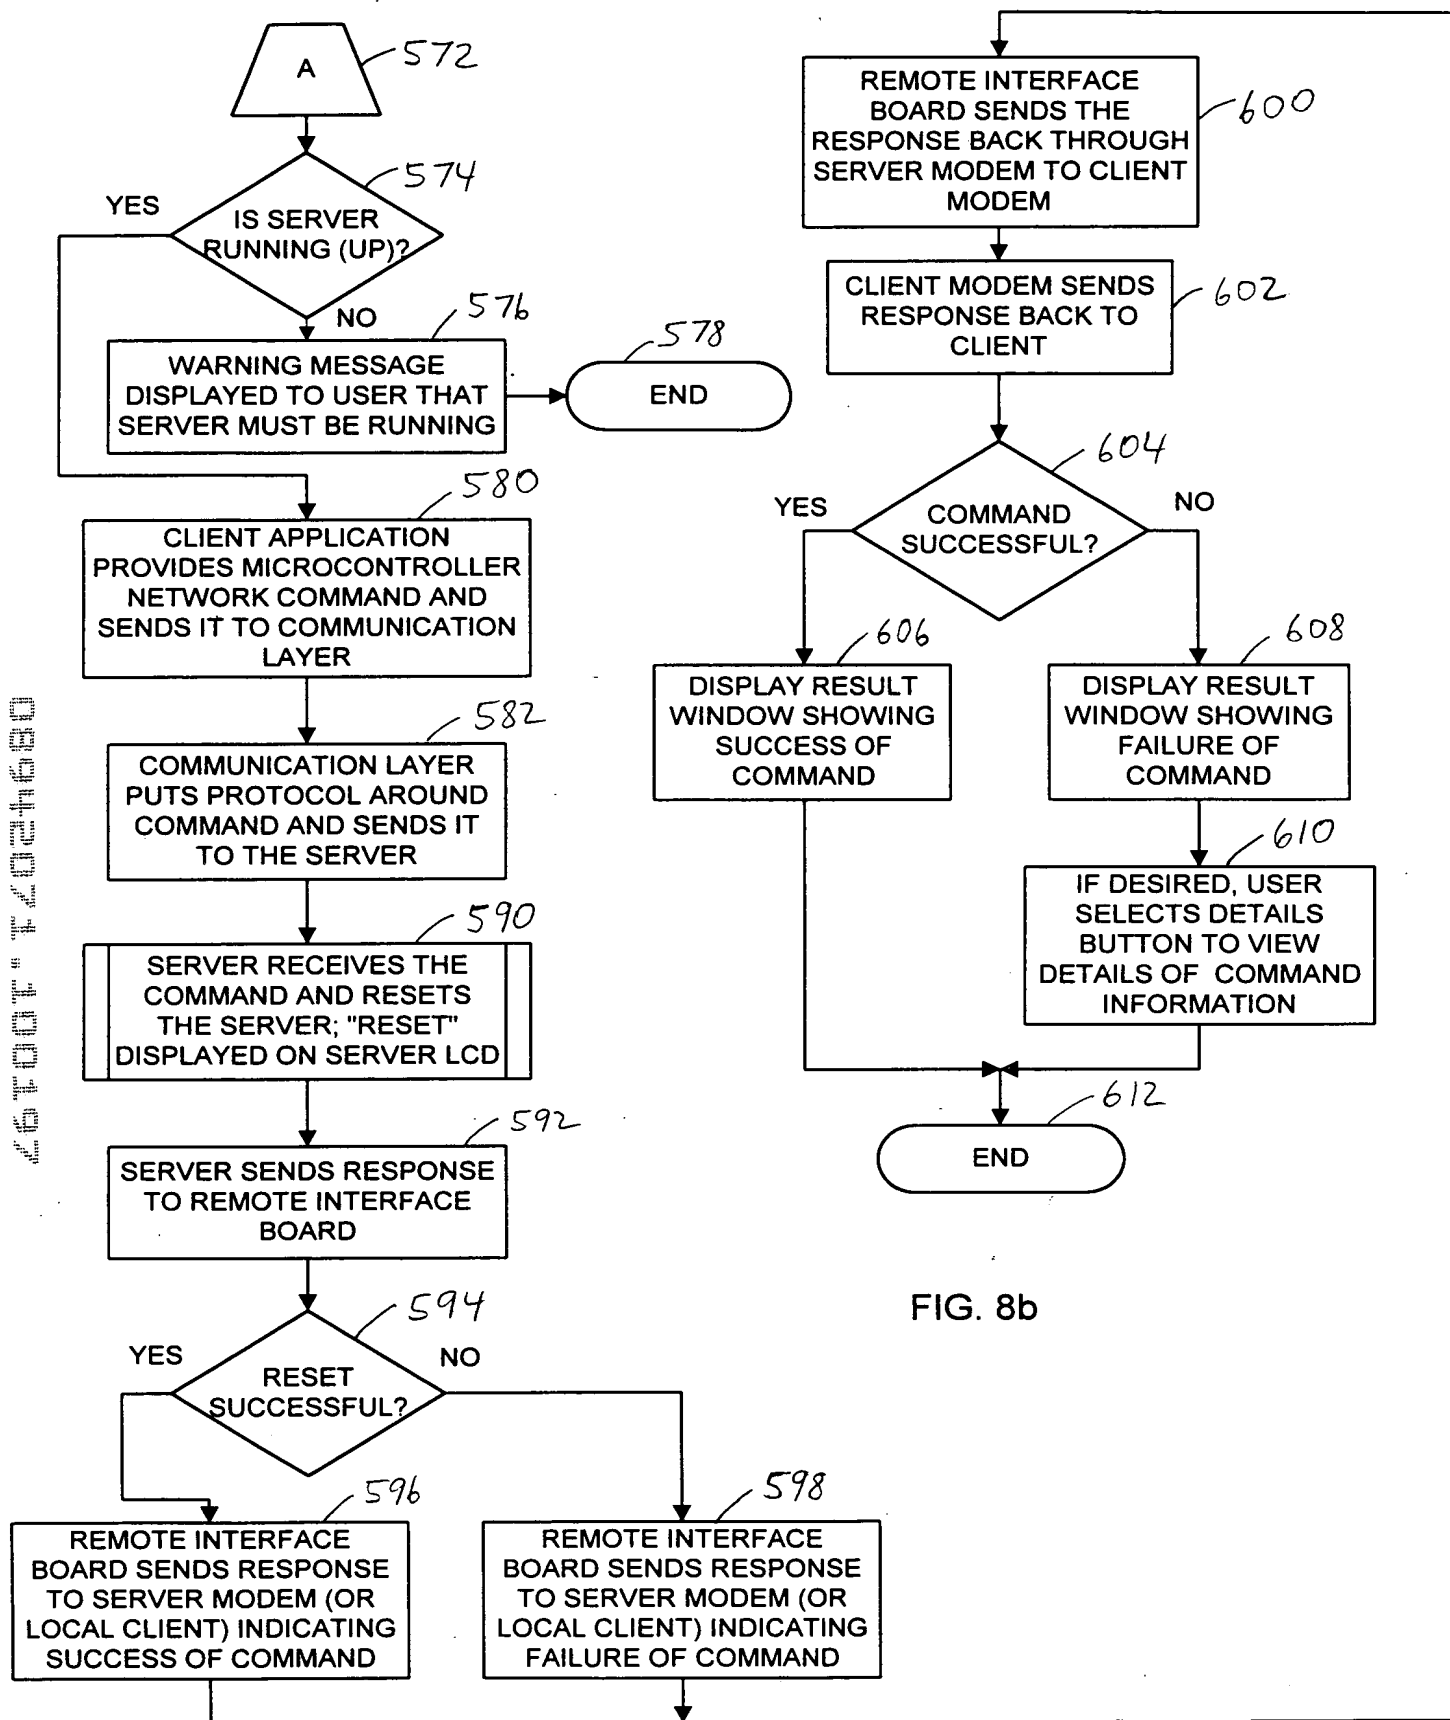 A
572
574
YES
IS SERVER
RUNNING (UP)?
NO
576
WARNING MESSAGE
DISPLAYED TO USER THAT
SERVER MUST BE RUNNING
578
END
580
CLIENT APPLICATION
PROVIDES MICROCONTROLLER
NETWORK COMMAND AND
SENDS IT TO COMMUNICATION
LAYER
582
COMMUNICATION LAYER
PUTS PROTOCOL AROUND
COMMAND AND SENDS IT
TO THE SERVER
590
SERVER RECEIVES THE
COMMAND AND RESETS
THE SERVER; "RESET"
DISPLAYED ON SERVER LCD
592
SERVER SENDS RESPONSE
TO REMOTE INTERFACE
BOARD
594
YES
NO
RESET
SUCCESSFUL?
596
REMOTE INTERFACE
BOARD SENDS RESPONSE
TO SERVER MODEM (OR
LOCAL CLIENT) INDICATING
SUCCESS OF COMMAND
598
REMOTE INTERFACE
BOARD SENDS RESPONSE
TO SERVER MODEM (OR
LOCAL CLIENT) INDICATING
FAILURE OF COMMAND
REMOTE INTERFACE
BOARD SENDS THE
RESPONSE BACK THROUGH
SERVER MODEM TO CLIENT
MODEM
600
CLIENT MODEM SENDS
RESPONSE BACK TO
CLIENT
602
604
YES
NO
COMMAND
SUCCESSFUL?
606
DISPLAY RESULT
WINDOW SHOWING
SUCCESS OF
COMMAND
608
DISPLAY RESULT
WINDOW SHOWING
FAILURE OF
COMMAND
610
IF DESIRED, USER
SELECTS DETAILS
BUTTON TO VIEW
DETAILS OF COMMAND
INFORMATION
612
END
FIG. 8b
08942071.100197